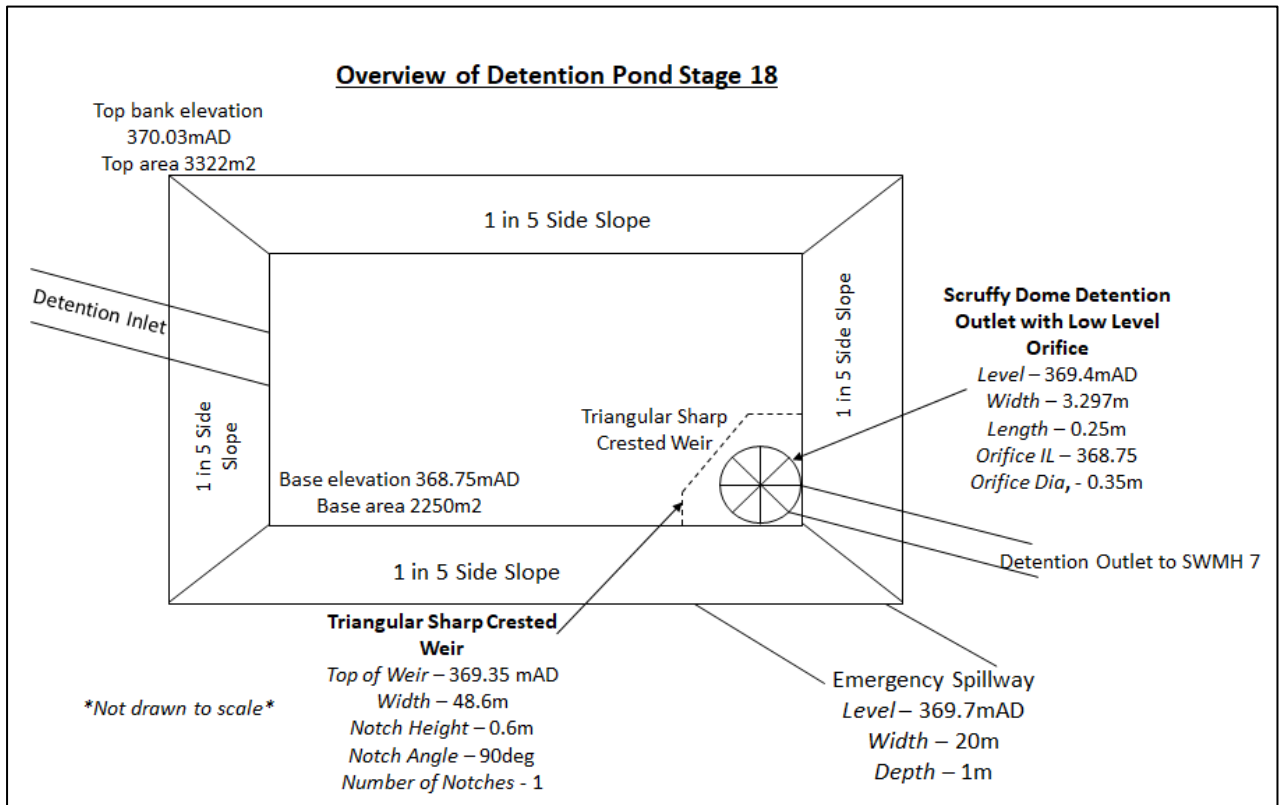 Overview of Detention Pond Stage 18
Top bank elevation
370.03mAD
Top area 3322m2
1 in 5 Side Slope
Detention Inlet
1 in 5 Side
Slope
1 in 5 Side Slope
Scruffy Dome Detention
Outlet with Low Level
Orifice
Level – 369.4mAD
Width – 3.297m
Length – 0.25m
Orifice IL – 368.75
Orifice Dia, - 0.35m
Triangular Sharp
Crested Weir
Base elevation 368.75mAD
Base area 2250m2
Detention Outlet to SWMH 7
1 in 5 Side Slope
Triangular Sharp Crested
Weir
Top of Weir – 369.35 mAD
Width – 48.6m
Notch Height – 0.6m
Notch Angle – 90deg
Number of Notches - 1
*Not drawn to scale*
Emergency Spillway
Level – 369.7mAD
Width – 20m
Depth – 1m